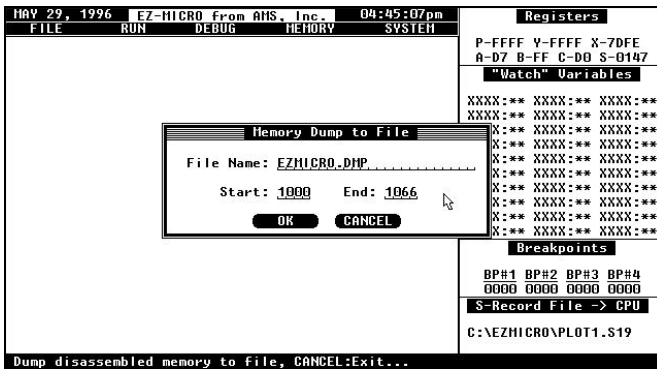 MAY 29, 1996 EZ-MICRO from AMS, Inc. 04:45:07pm
FILE RUN DEBUG MEMORY SYSTEM
Registers
P-FFFF Y-FFFF X-7DFE
A-D7 B-FF C-D0 S-0147
"Watch" Variables
XXXX:** XXXX:** XXXX:**
XXXX:** XXXX:** XXXX:**
X:** XXXX:** XXXX:**
X:** XXXX:** XXXX:**
X:** XXXX:** XXXX:**
X:** XXXX:** XXXX:**
X:** XXXX:** XXXX:**
X:** XXXX:** XXXX:**
X:** XXXX:** XXXX:**
X:** XXXX:** XXXX:**
Memory Dump to File
File Name: EZMICRO.DMP
Start: 1000 End: 1066
OK CANCEL
Breakpoints
BP#1 BP#2 BP#3 BP#4
0000 0000 0000 0000
S-Record File -> CPU
C:\EZMICRO\PLOT1.S19
Dump disassembled memory to file, CANCEL:Exit...